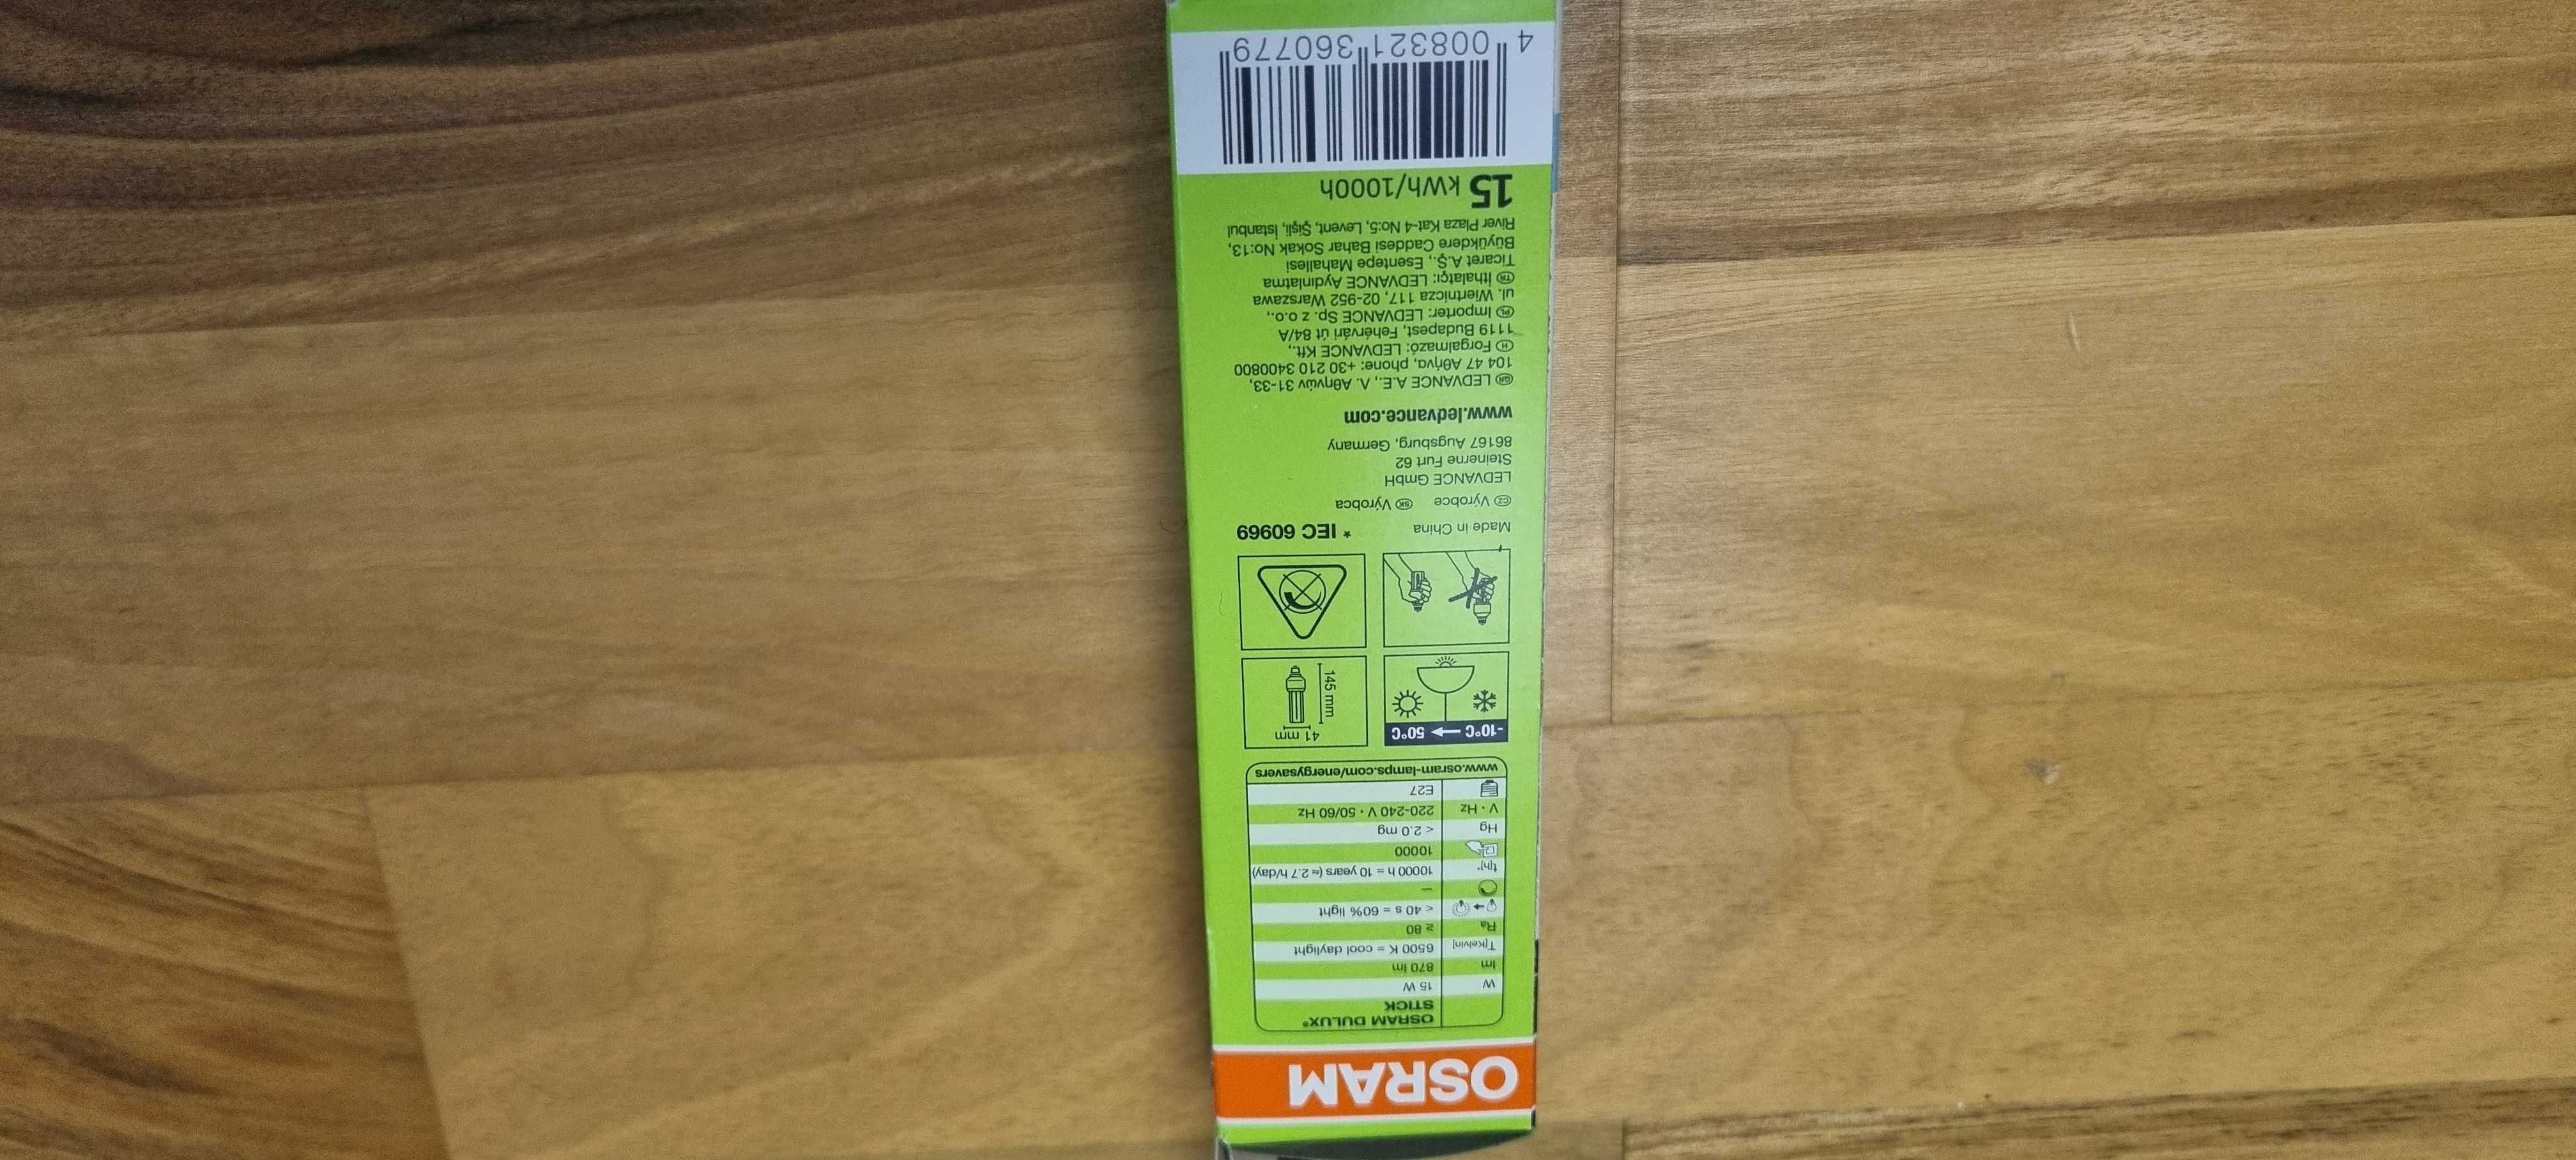 OSRAM
OSRAM DULUX®
STICK
W 15 W
lm 870 lm
T[Kelvin] 6500 K = cool daylight
Ra ≥ 80
< 40 s = 60% light
—
t[h]* 10000 h = 10 years (≈ 2.7 h/day)
10000
Hg < 2.0 mg
V • Hz 220-240 V • 50/60 Hz
E27
www.osram-lamps.com/energysavers
-10°C → 50°C
41 mm
145 mm
Made in China * IEC 60969
CZ Výrobce SK Výrobca
LEDVANCE GmbH
Steinerne Furt 62
86167 Augsburg, Germany
www.ledvance.com
GR LEDVANCE A.E., Λ. Αθηνών 31-33,
104 47 Αθήνα, phone: +30 210 3400800
H Forgalmazó: LEDVANCE Kft.,
1119 Budapest, Fehérvári út 84/A
PL Importer: LEDVANCE Sp. z o.o.,
ul. Wiertnicza 117, 02-952 Warszawa
TR İthalatçı: LEDVANCE Aydınlatma
Ticaret A.Ş., Esentepe Mahallesi
Büyükdere Caddesi Bahar Sokak No:13,
River Plaza Kat-4 No:5, Levent, Şişli, İstanbul
15 kWh/1000h
4 008321 360779